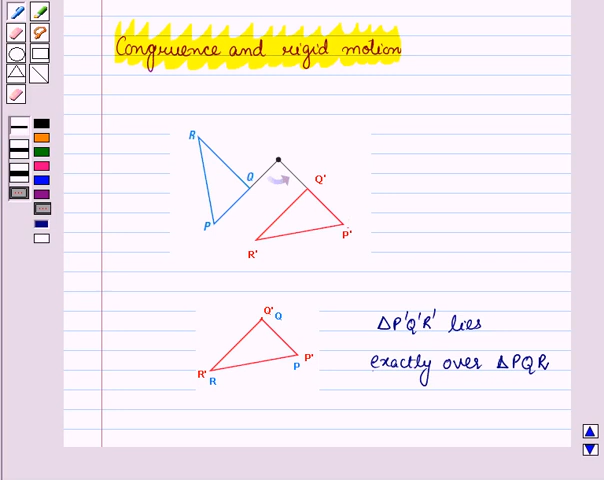 Congruence and rigid motion
R
Q
Q'
P
P'
R'
Q' Q
ΔP'Q'R' lies
P'
exactly over ΔPQR
R' P
R